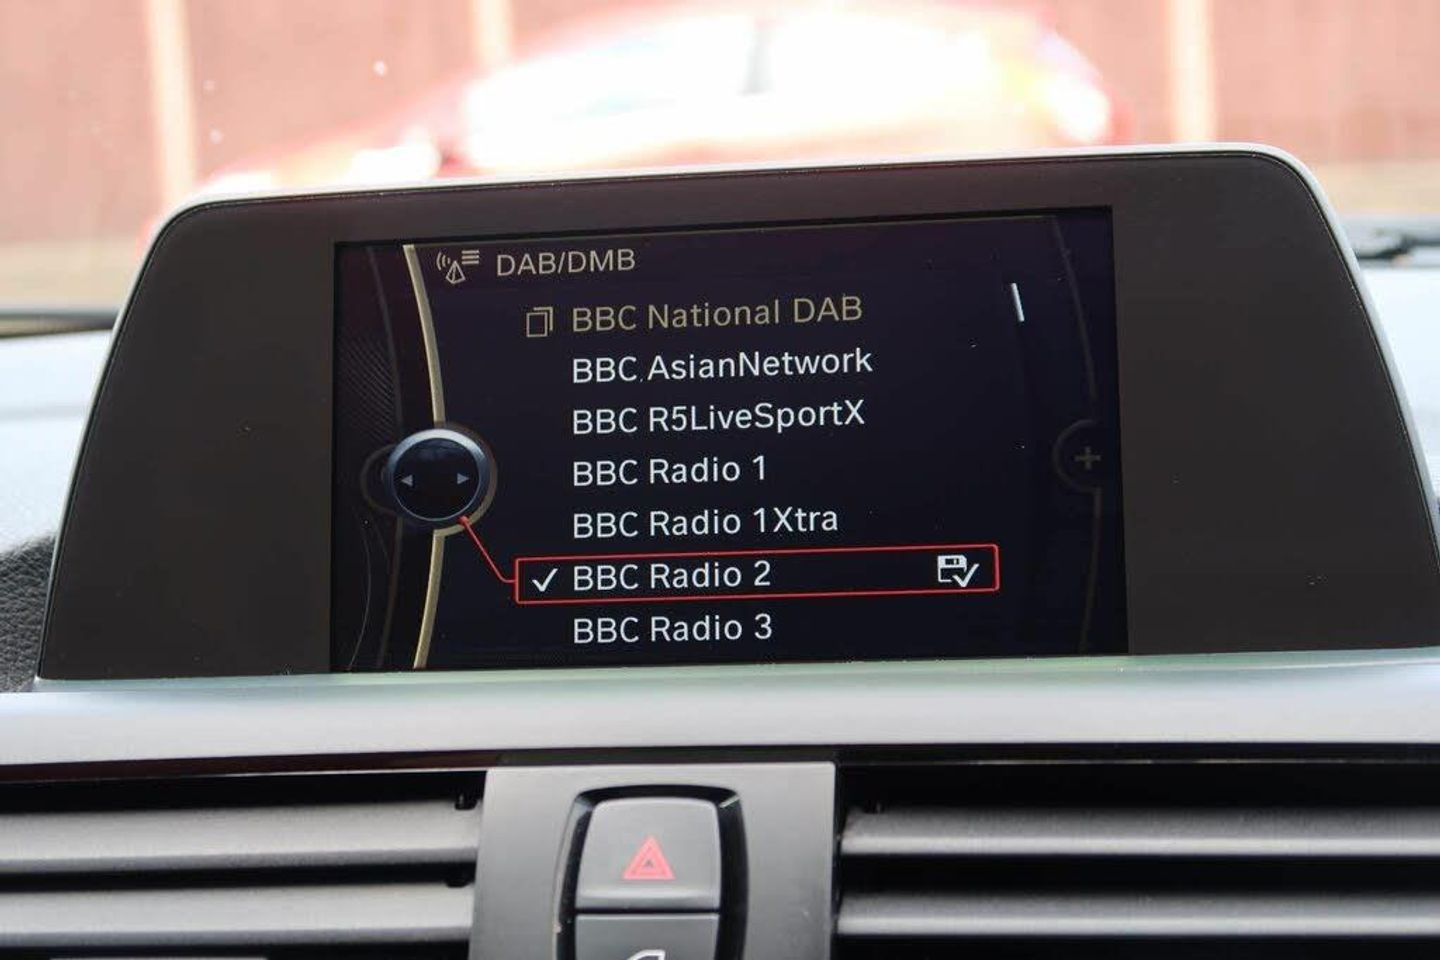 DAB/DMB
BBC National DAB
BBC AsianNetwork
BBC R5LiveSportX
BBC Radio 1
BBC Radio 1Xtra
BBC Radio 2
BBC Radio 3